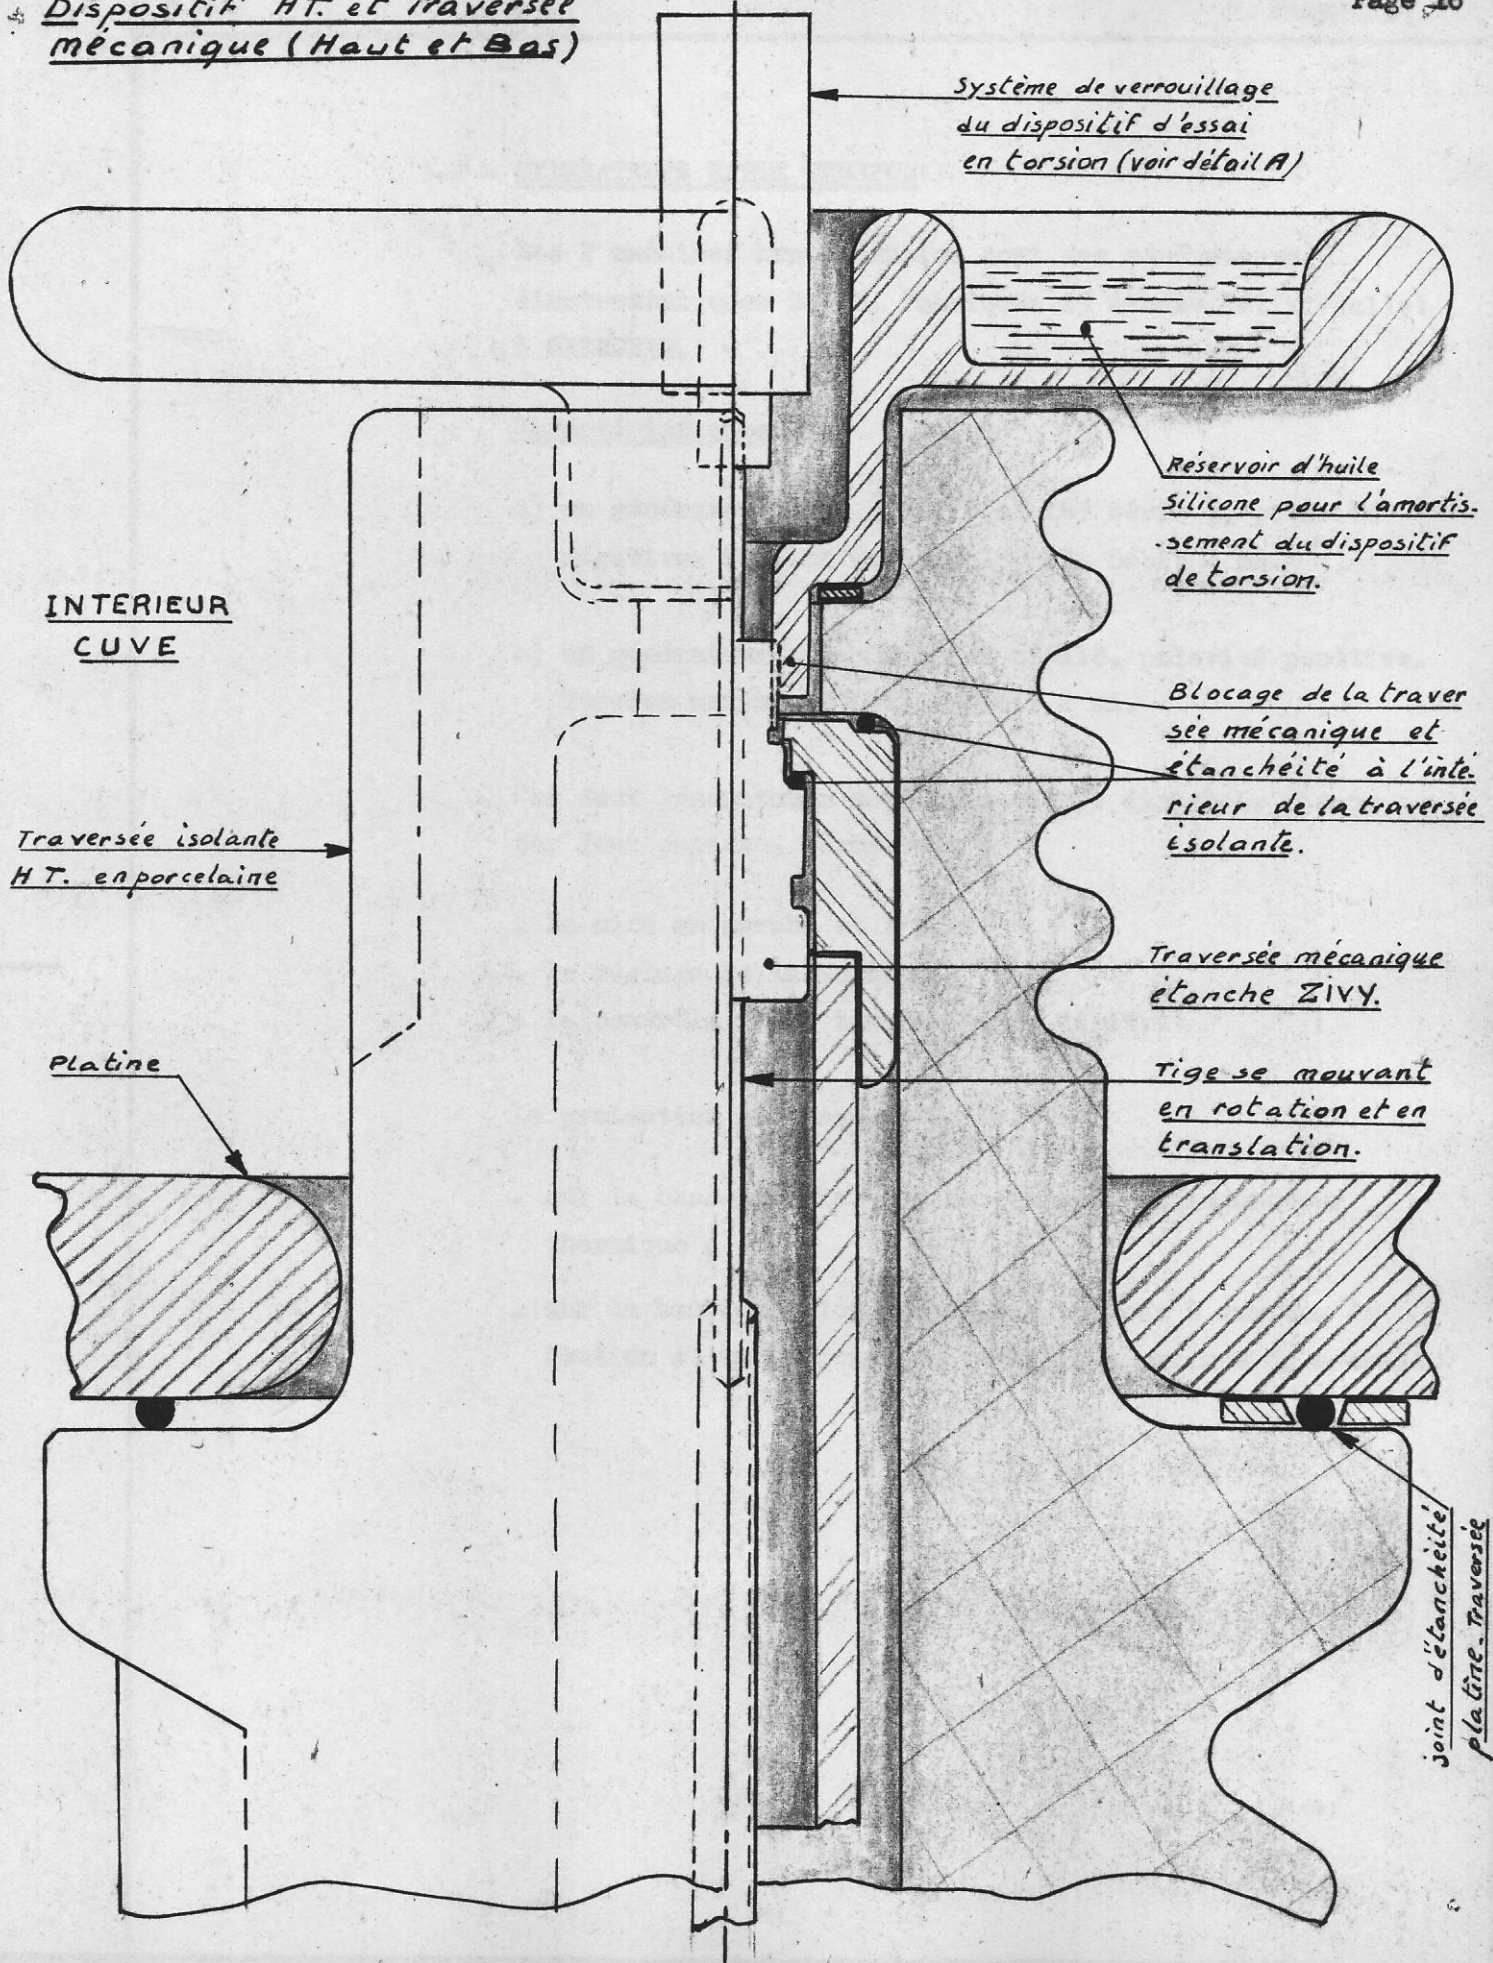 Dispositif HT. et Traversée
mécanique (Haut et Bas)
Page
Système de verrouillage
du dispositif d'essai
en torsion (voir détail A)
Réservoir d'huile
silicone pour l'amortis-
.sement du dispositif
de torsion.
INTERIEUR
CUVE
Blocage de la traver
sée mécanique et
étanchéité à l'inté-
rieur de la traversée
isolante.
Traversée isolante
HT. en porcelaine
Traversée mécanique
étanche ZIVY.
Platine
Tige se mouvant
en rotation et en
translation.
joint d'étanchéité
platine-Traversée